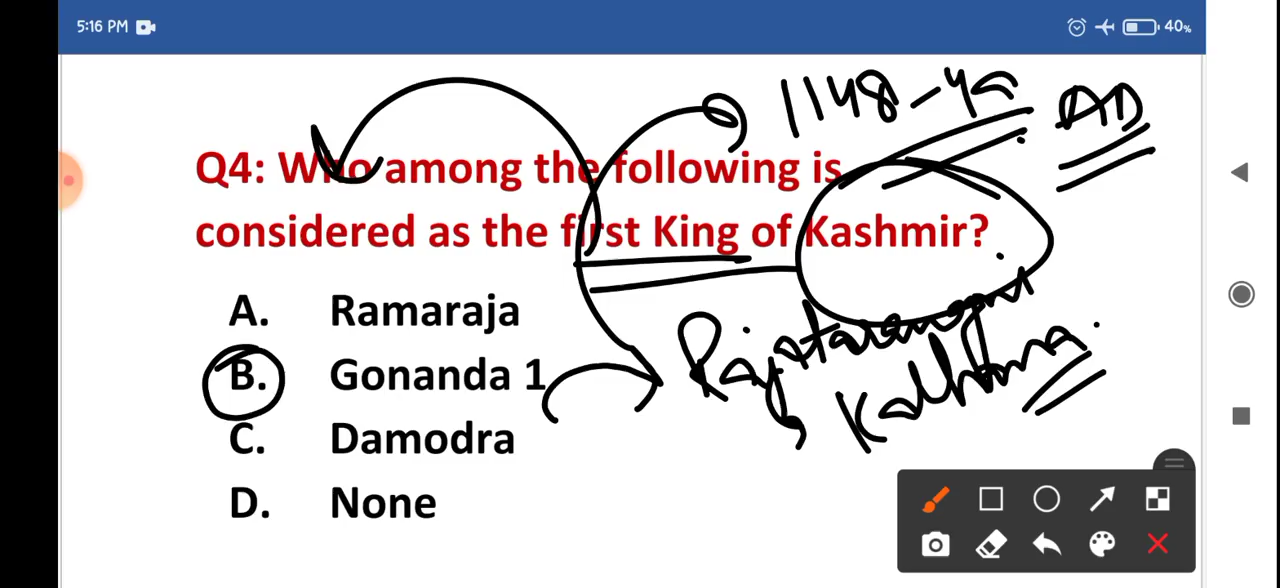 5:16 PM 40%
1148-49 AD
Q4: Who among the following is
considered as the first King of Kashmir?
A. Ramaraja
B. Gonanda 1
C. Damodra
D. None
Rajatarangni
Kalhana